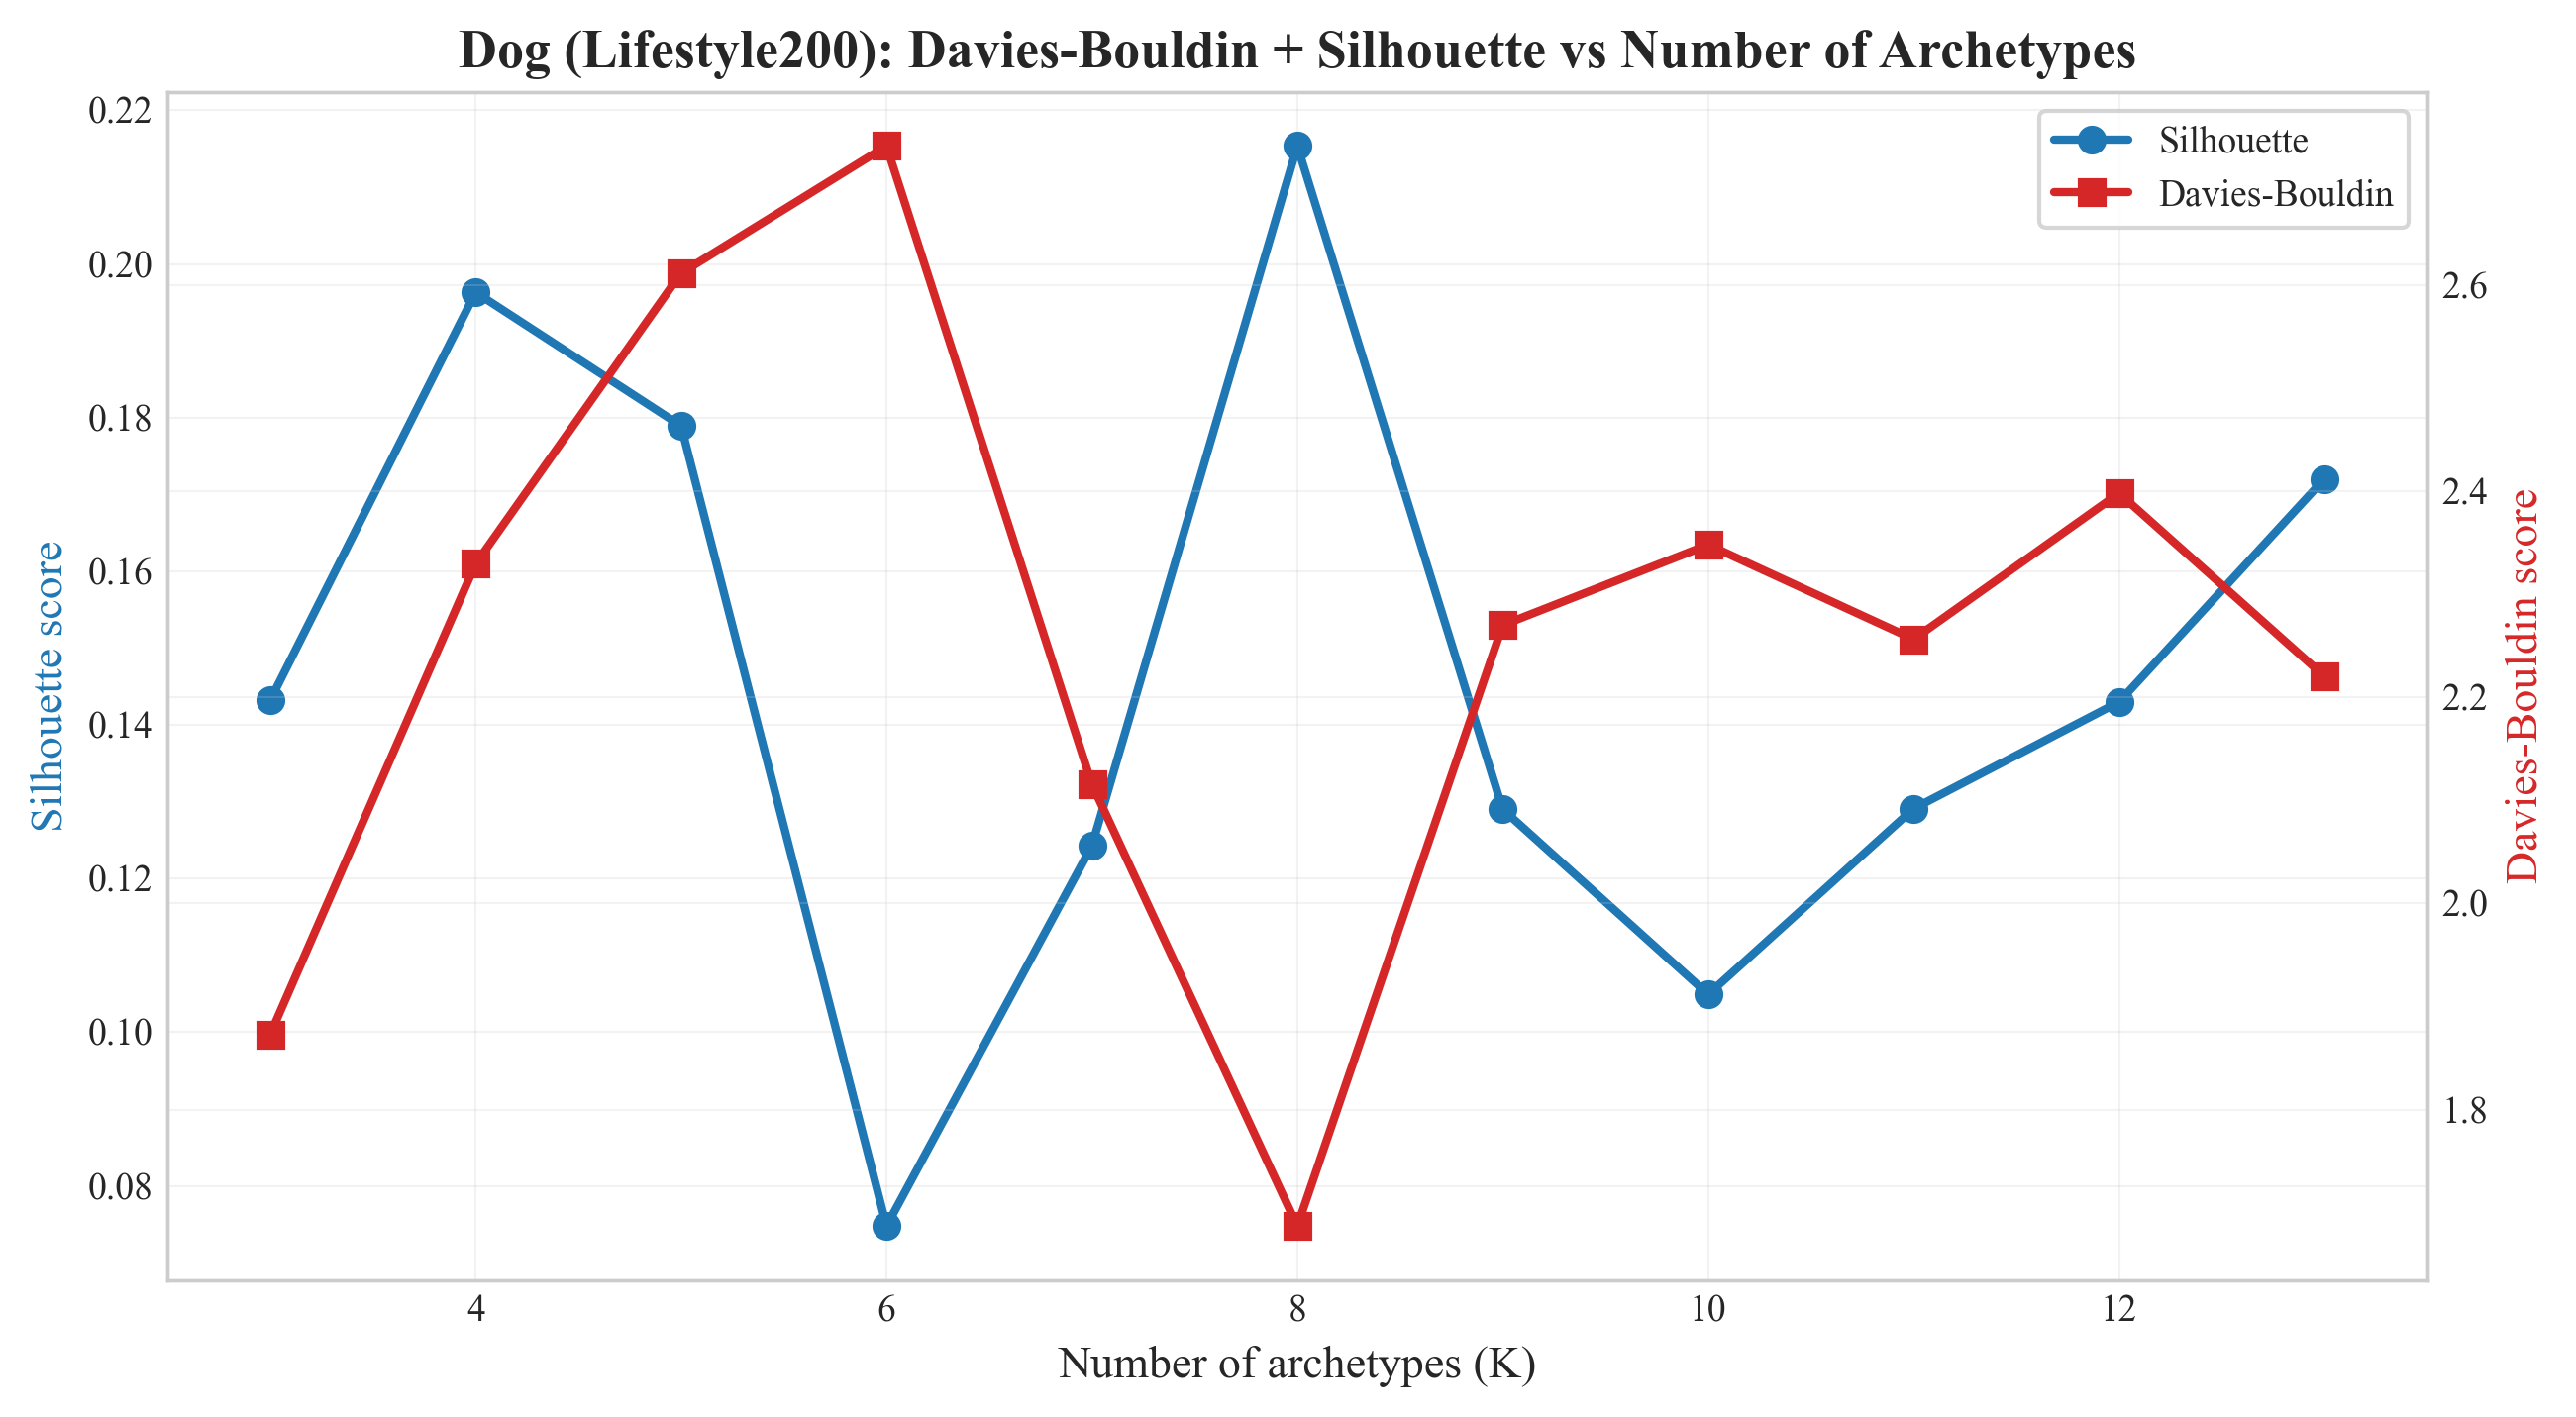 Dog (Lifestyle200): Davies-Bouldin + Silhouette vs Number of Archetypes
Silhouette
Davies-Bouldin
0.22
0.20
0.18
0.16
0.14
0.12
0.10
0.08
Silhouette score
2.6
2.4
2.2
2.0
1.8
Davies-Bouldin score
4 6 8 10 12
Number of archetypes (K)